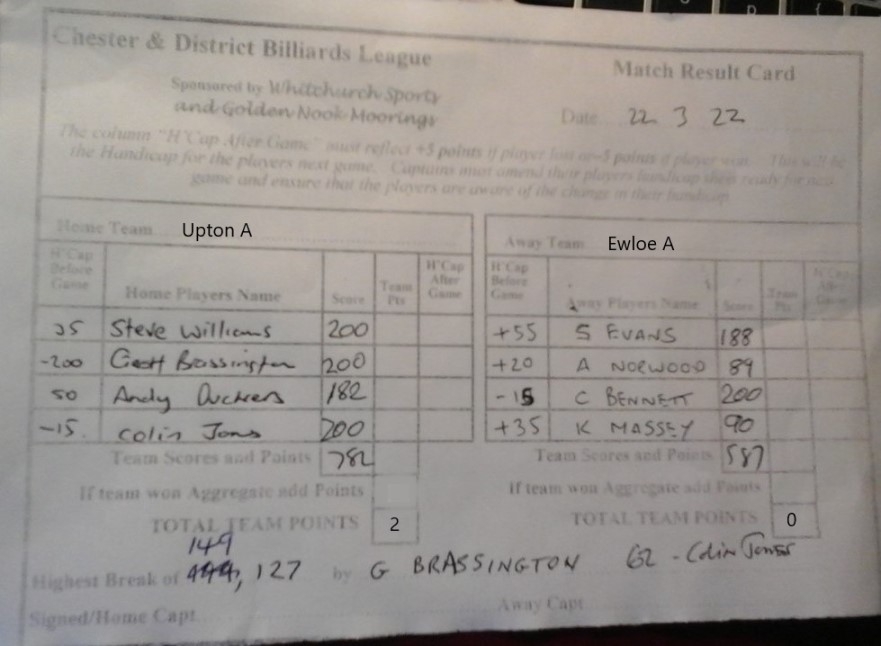 Chester & District Billiards League
Match Result Card
Sponsored by Whitchurch Sports
and Golden Nook Moorings
Date 22 3 22
The column "H'Cap After Game" must reflect +5 points if player lost or -5 points if player won. This will be
the Handicap for the players next game. Captains must amend their players handicap ready for next
game and ensure that the players are aware of the change in their handicap.
Home Team Upton A
Away Team Ewloe A
H'Cap Before Game Home Players Name Score Team Pts H'Cap After Game
H'Cap Before Game Away Players Name Score Team Pts H'Cap After Game
35 Steve Williams 200
+55 S EVANS 188
-200 Geoff Brassington 200
+20 A NORWOOD 89
50 Andy 182
-15 C BENNETT 200
-15. Colin Jones 200
+35 K MASSEY 90
Team Scores and Points 782
Team Scores and Points 587
If team won Aggregate add Points
If team won Aggregate add Points
TOTAL TEAM POINTS 2
TOTAL TEAM POINTS 0
149
Highest Break of 127 by G BRASSINGTON 62 - Colin Jones
Signed/Home Capt.
Away Capt